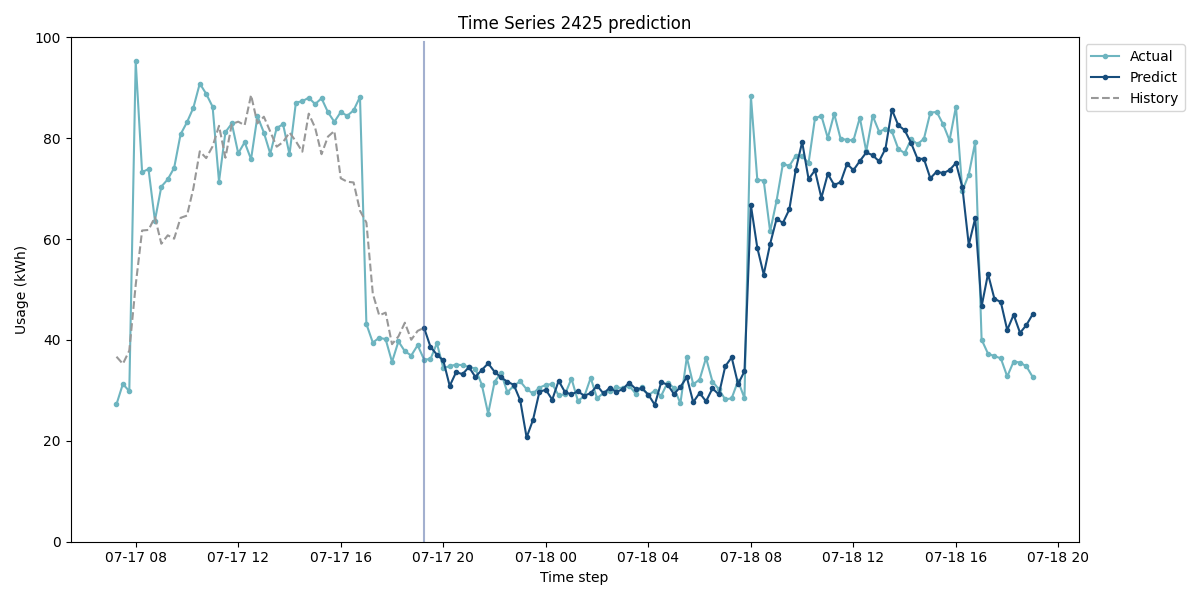 Time Series 2425 prediction
Actual
Predict
History
Usage (kWh)
100
80
60
40
20
0
07-17 08
07-17 12
07-17 16
07-17 20
07-18 00
07-18 04
07-18 08
07-18 12
07-18 16
07-18 20
Time step